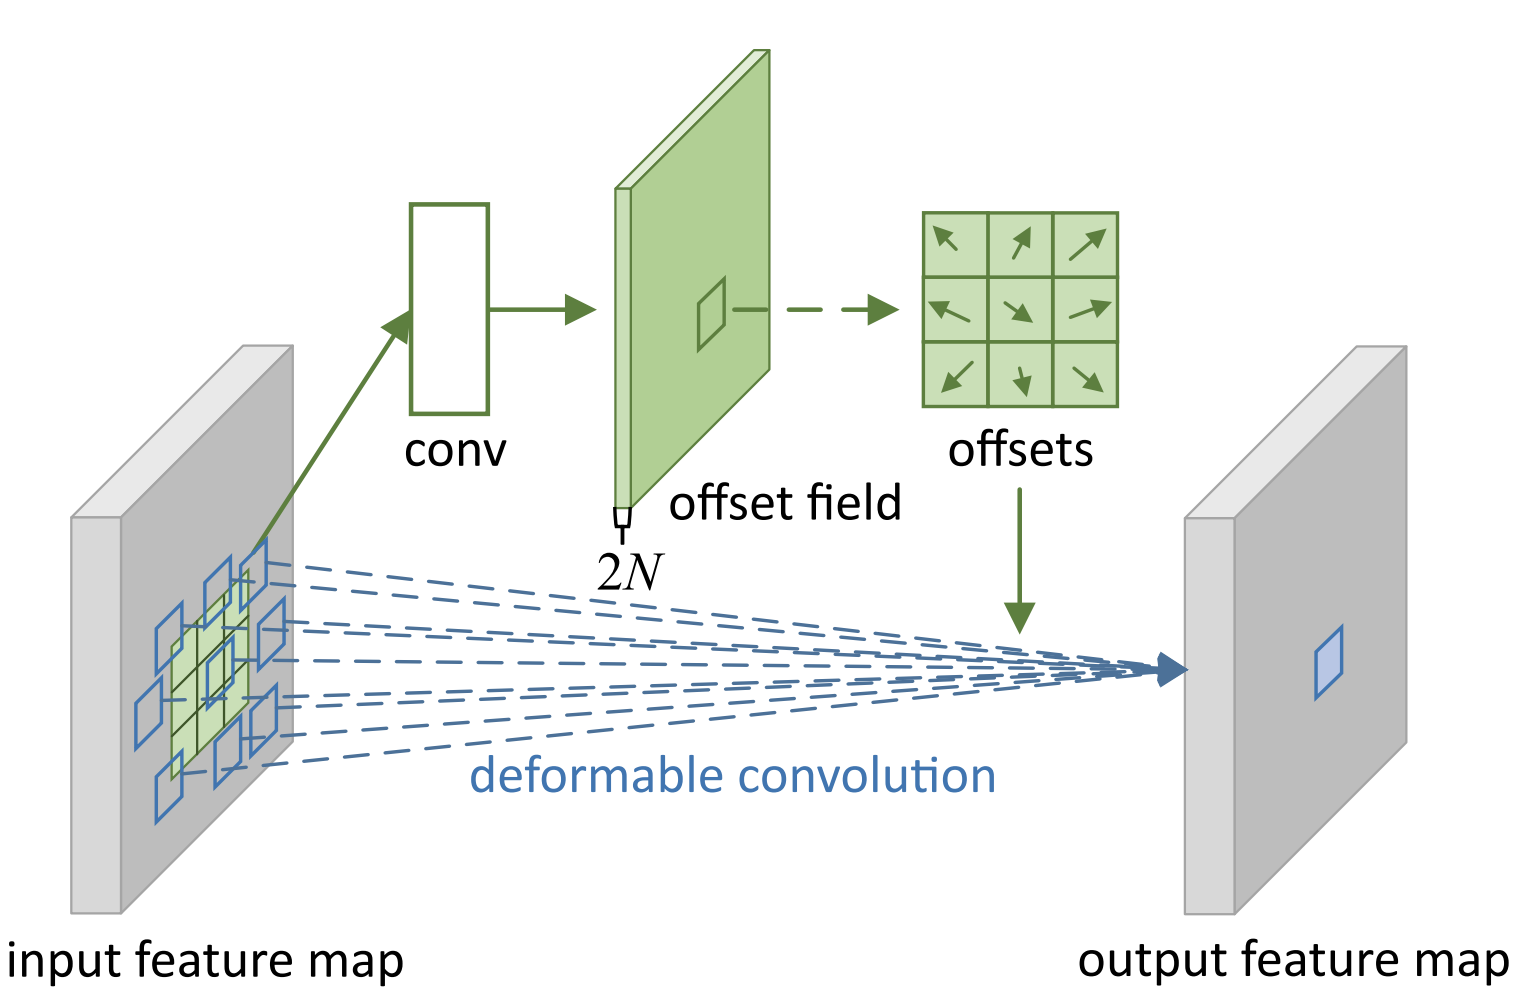 conv
offsets
offset field
2N
deformable convolution
input feature map
output feature map